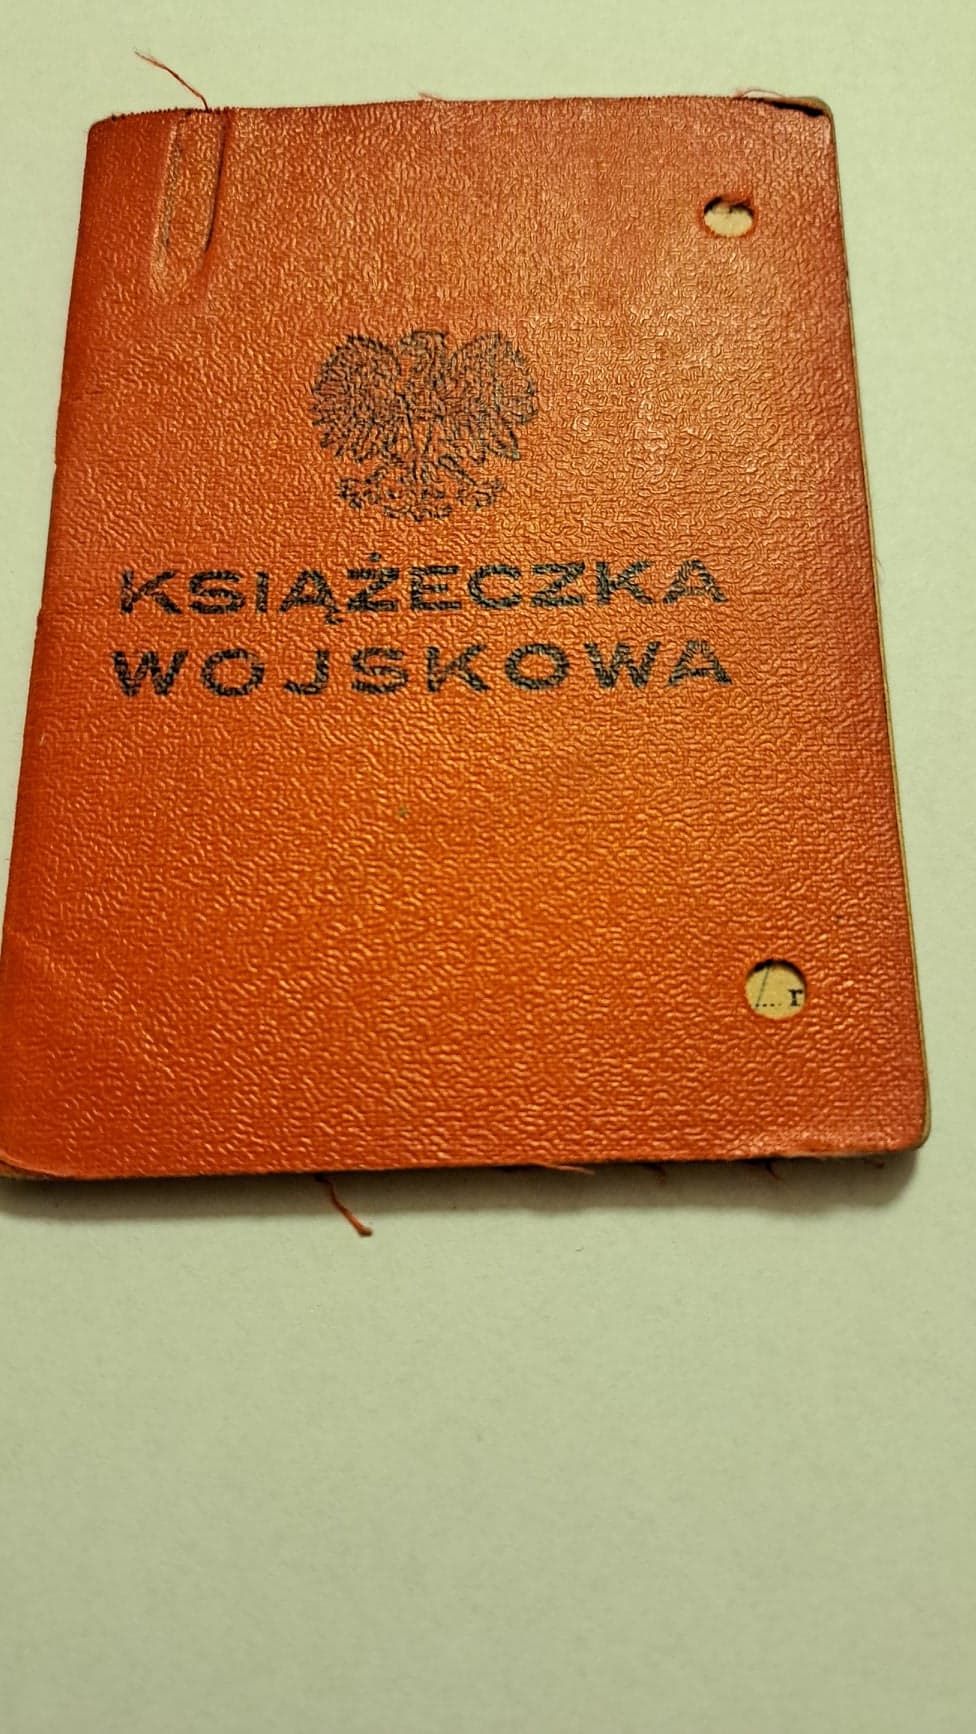 KSIĄŻECZKA
WOJSKOWA
.... r